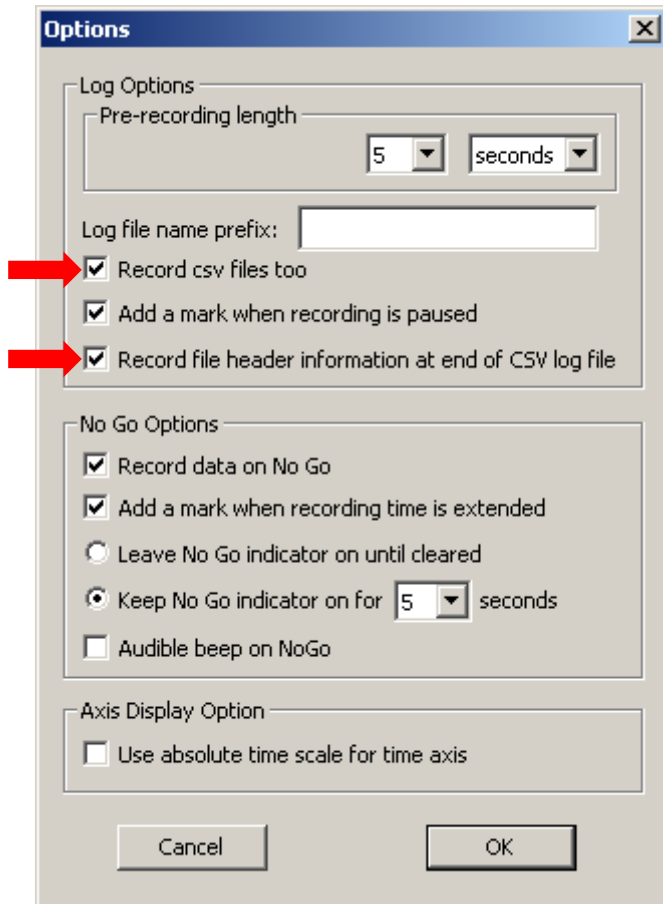 Options
Log Options
Pre-recording length
5 seconds
Log file name prefix:
Record csv files too
Add a mark when recording is paused
Record file header information at end of CSV log file
No Go Options
Record data on No Go
Add a mark when recording time is extended
Leave No Go indicator on until cleared
Keep No Go indicator on for 5 seconds
Audible beep on NoGo
Axis Display Option
Use absolute time scale for time axis
Cancel OK